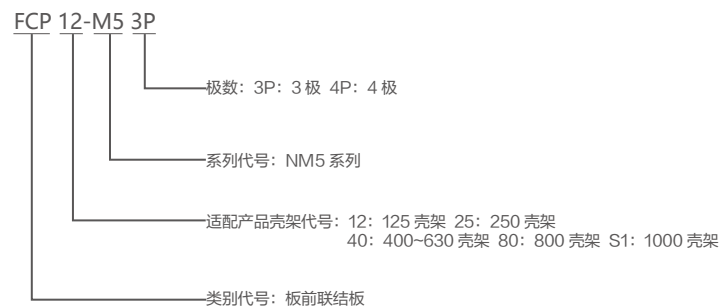 FCP 12-M5 3P
极数：3P：3 极 4P：4 极
系列代号：NM5 系列
适配产品壳架代号：12：125 壳架 25：250 壳架
40：400~630 壳架 80：800 壳架 S1：1000 壳架
类别代号：板前联结板